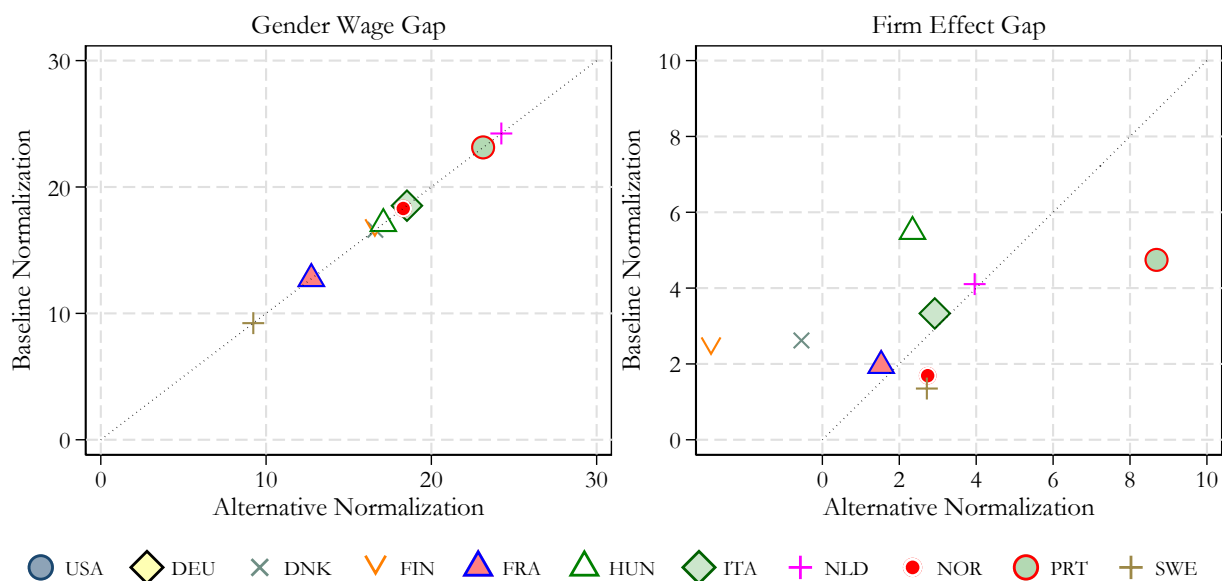 Gender Wage Gap
Baseline Normalization
30
20
10
0
0 10 20 30
Alternative Normalization
Firm Effect Gap
Baseline Normalization
10
8
6
4
2
0
0 2 4 6 8 10
Alternative Normalization
USA DEU DNK FIN FRA HUN ITA NLD NOR PRT SWE